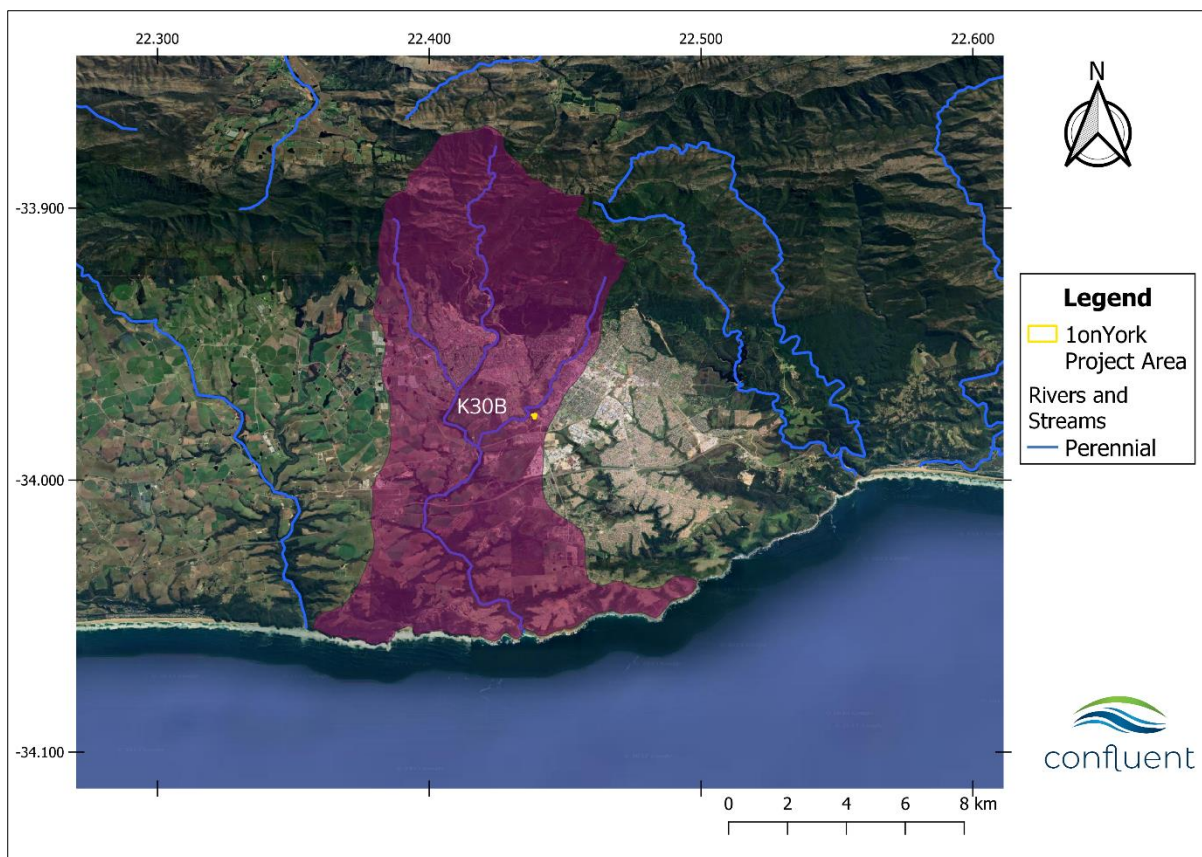 22.300 22.400 22.500 22.600
N
-33.900
K30B
-34.000
-34.100
Legend
1onYork
Project Area
Rivers and
Streams
Perennial
confluent
0 2 4 6 8 km